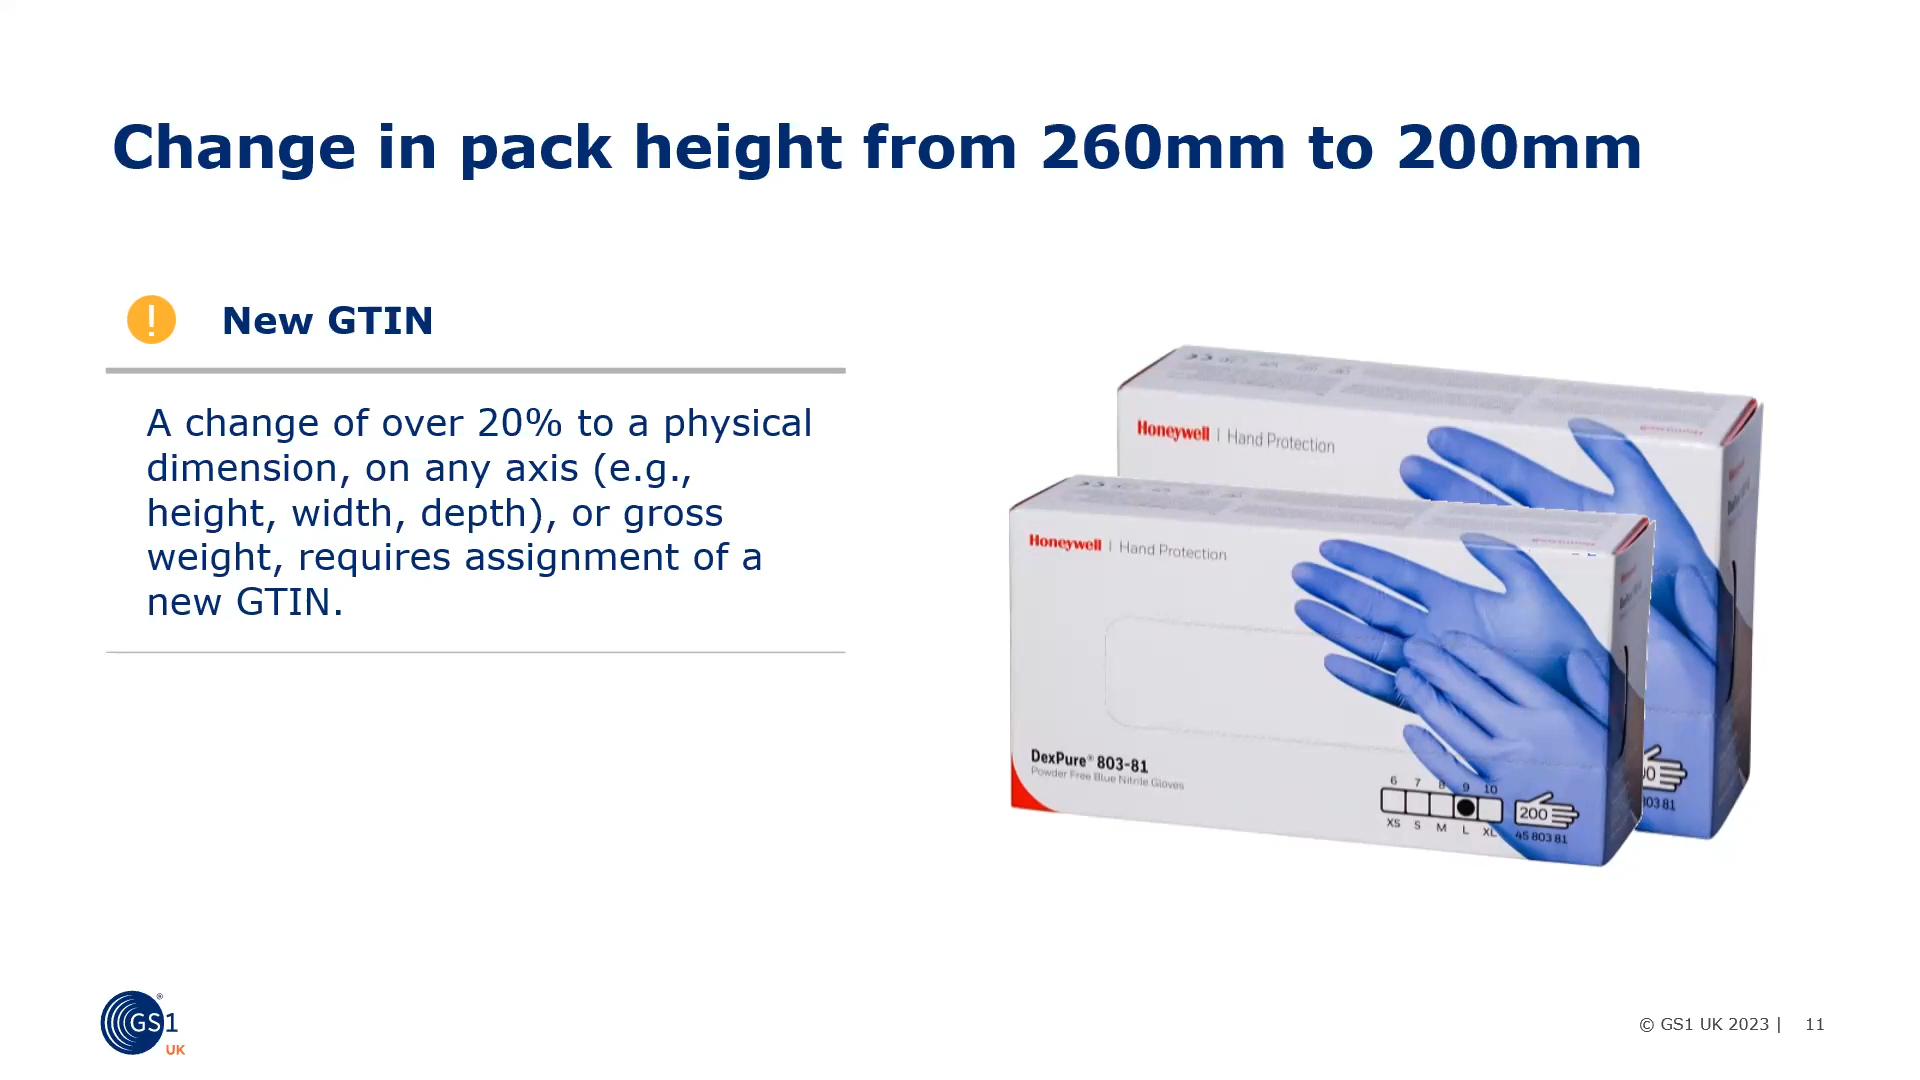 Change in pack height from 260mm to 200mm
!
New GTIN
A change of over 20% to a physical
dimension, on any axis (e.g.,
height, width, depth), or gross
weight, requires assignment of a
new GTIN.
Honeywell | Hand Protection
Honeywell | Hand Protection
DexPure® 803-81
Powder Free Blue Nitrile Gloves
6 7 8 9 10
XS S M L XL
200
45 803 81
803 81
GS1
®
UK
© GS1 UK 2023 | 11